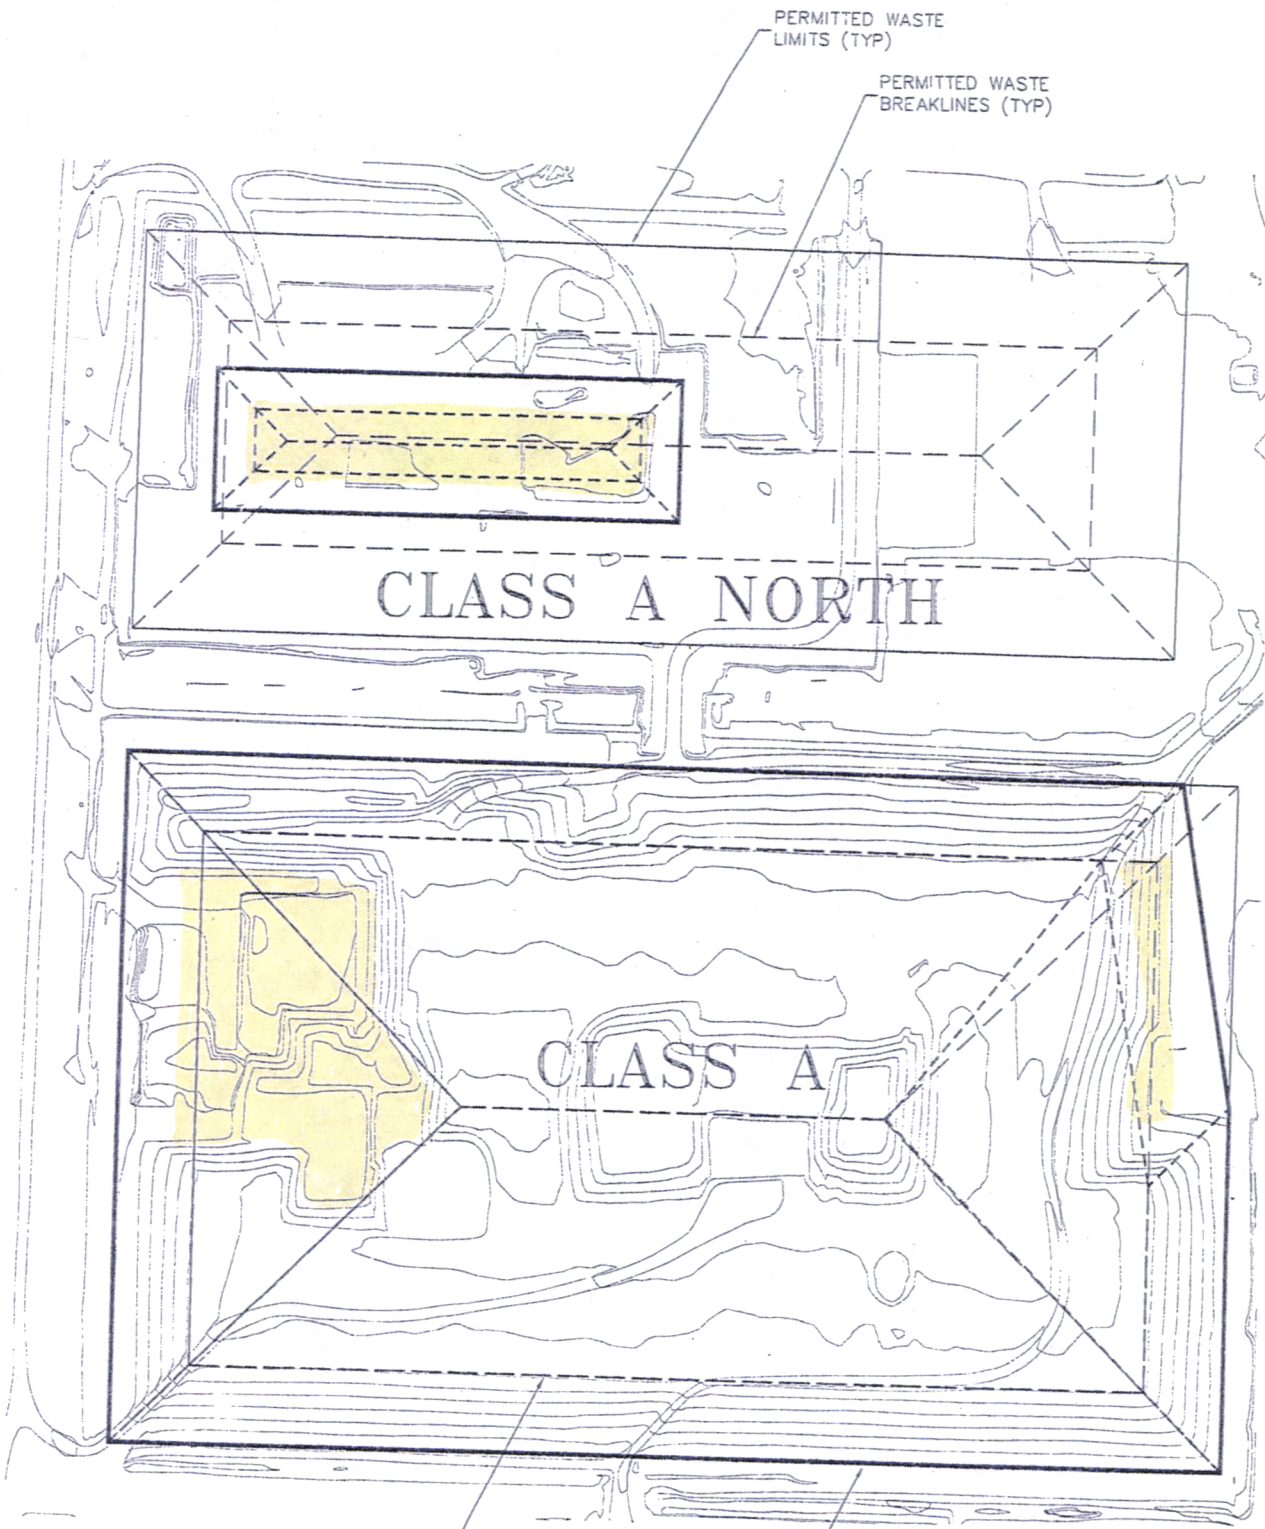 PERMITTED WASTE
LIMITS (TYP)
PERMITTED WASTE
BREAKLINES (TYP)
CLASS A NORTH
CLASS A